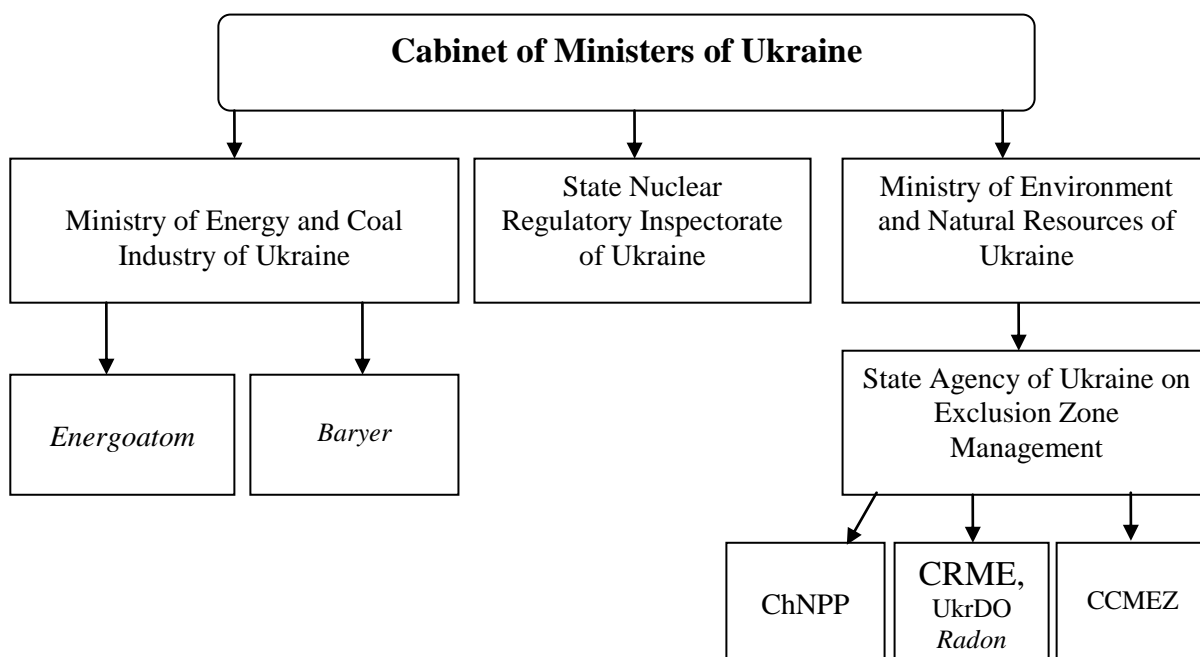 Cabinet of Ministers of Ukraine
Ministry of Energy and Coal
Industry of Ukraine
State Nuclear
Regulatory Inspectorate
of Ukraine
Ministry of Environment
and Natural Resources of
Ukraine
Energoatom
Baryer
State Agency of Ukraine on
Exclusion Zone
Management
ChNPP
CRME,
UkrDO
Radon
CCMEZ